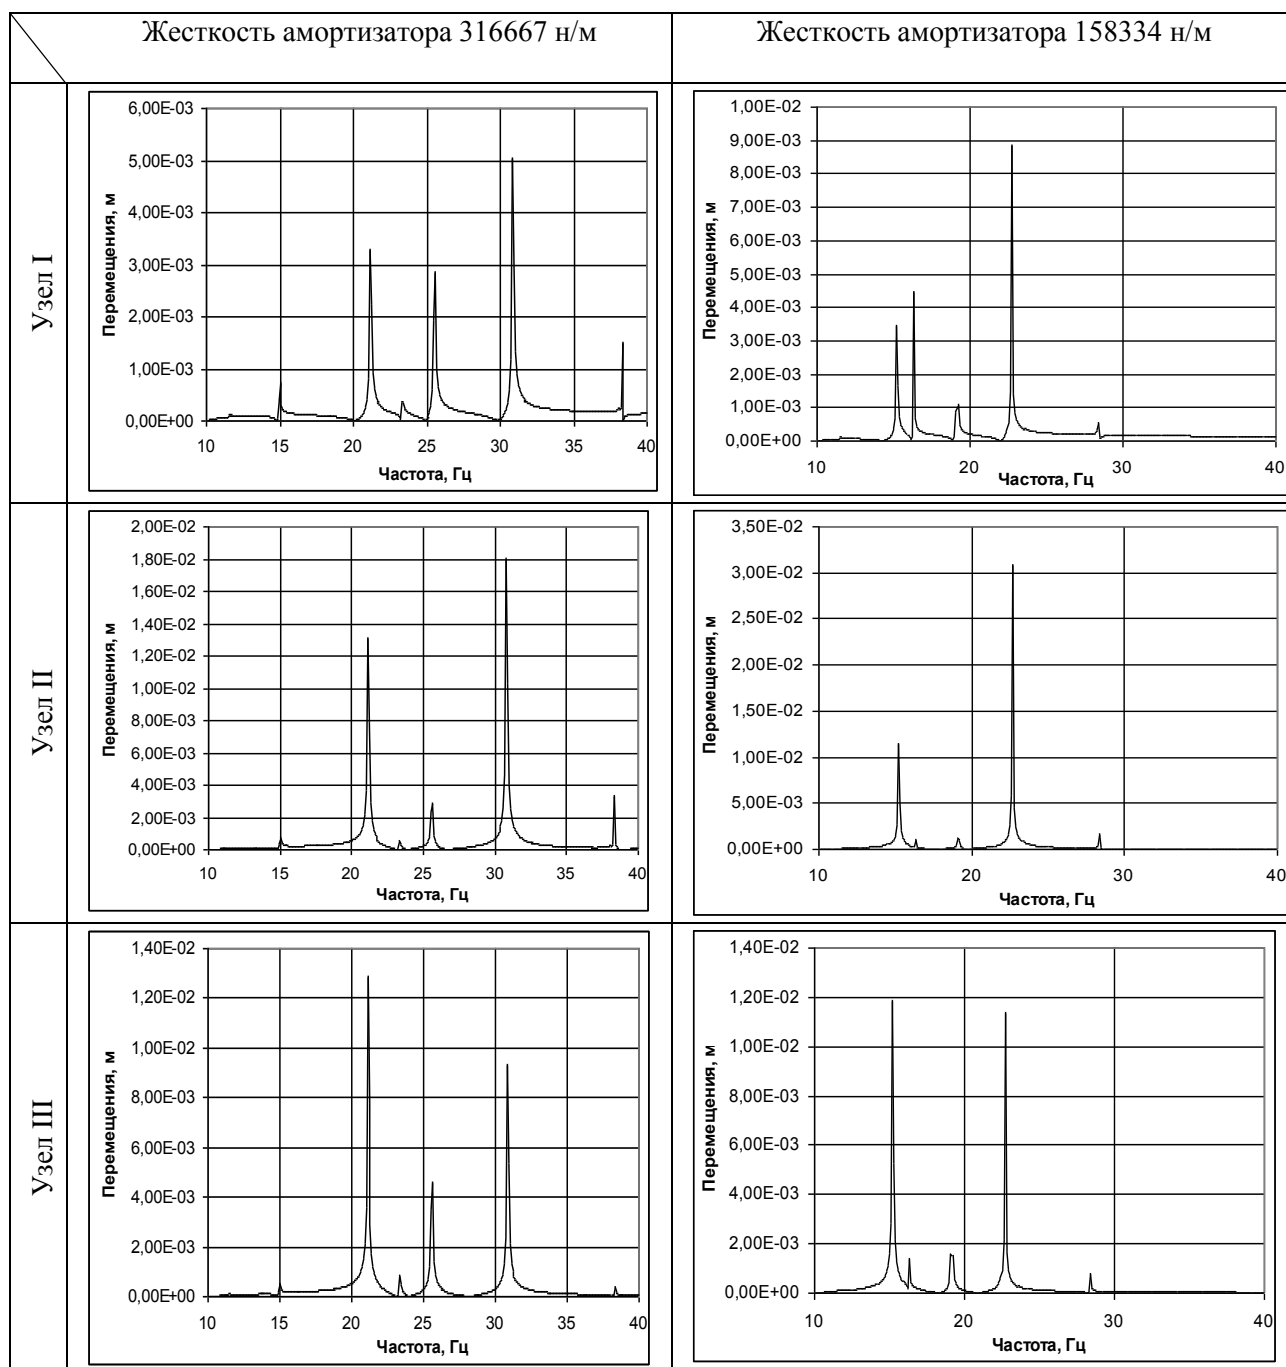 Жесткость амортизатора 316667 н/м
Жесткость амортизатора 158334 н/м
Узел I
Перемещения, м
6,00E-03
5,00E-03
4,00E-03
3,00E-03
2,00E-03
1,00E-03
0,00E+00
10 15 20 25 30 35 40
Частота, Гц
Перемещения, м
1,00E-02
9,00E-03
8,00E-03
7,00E-03
6,00E-03
5,00E-03
4,00E-03
3,00E-03
2,00E-03
1,00E-03
0,00E+00
10 20 30 40
Частота, Гц
Узел II
Перемещения, м
2,00E-02
1,80E-02
1,60E-02
1,40E-02
1,20E-02
1,00E-02
8,00E-03
6,00E-03
4,00E-03
2,00E-03
0,00E+00
10 15 20 25 30 35 40
Частота, Гц
Перемещения, м
3,50E-02
3,00E-02
2,50E-02
2,00E-02
1,50E-02
1,00E-02
5,00E-03
0,00E+00
10 20 30 40
Частота, Гц
Узел III
Перемещения, м
1,40E-02
1,20E-02
1,00E-02
8,00E-03
6,00E-03
4,00E-03
2,00E-03
0,00E+00
10 15 20 25 30 35 40
Частота, Гц
Перемещения, м
1,40E-02
1,20E-02
1,00E-02
8,00E-03
6,00E-03
4,00E-03
2,00E-03
0,00E+00
10 20 30 40
Частота, Гц